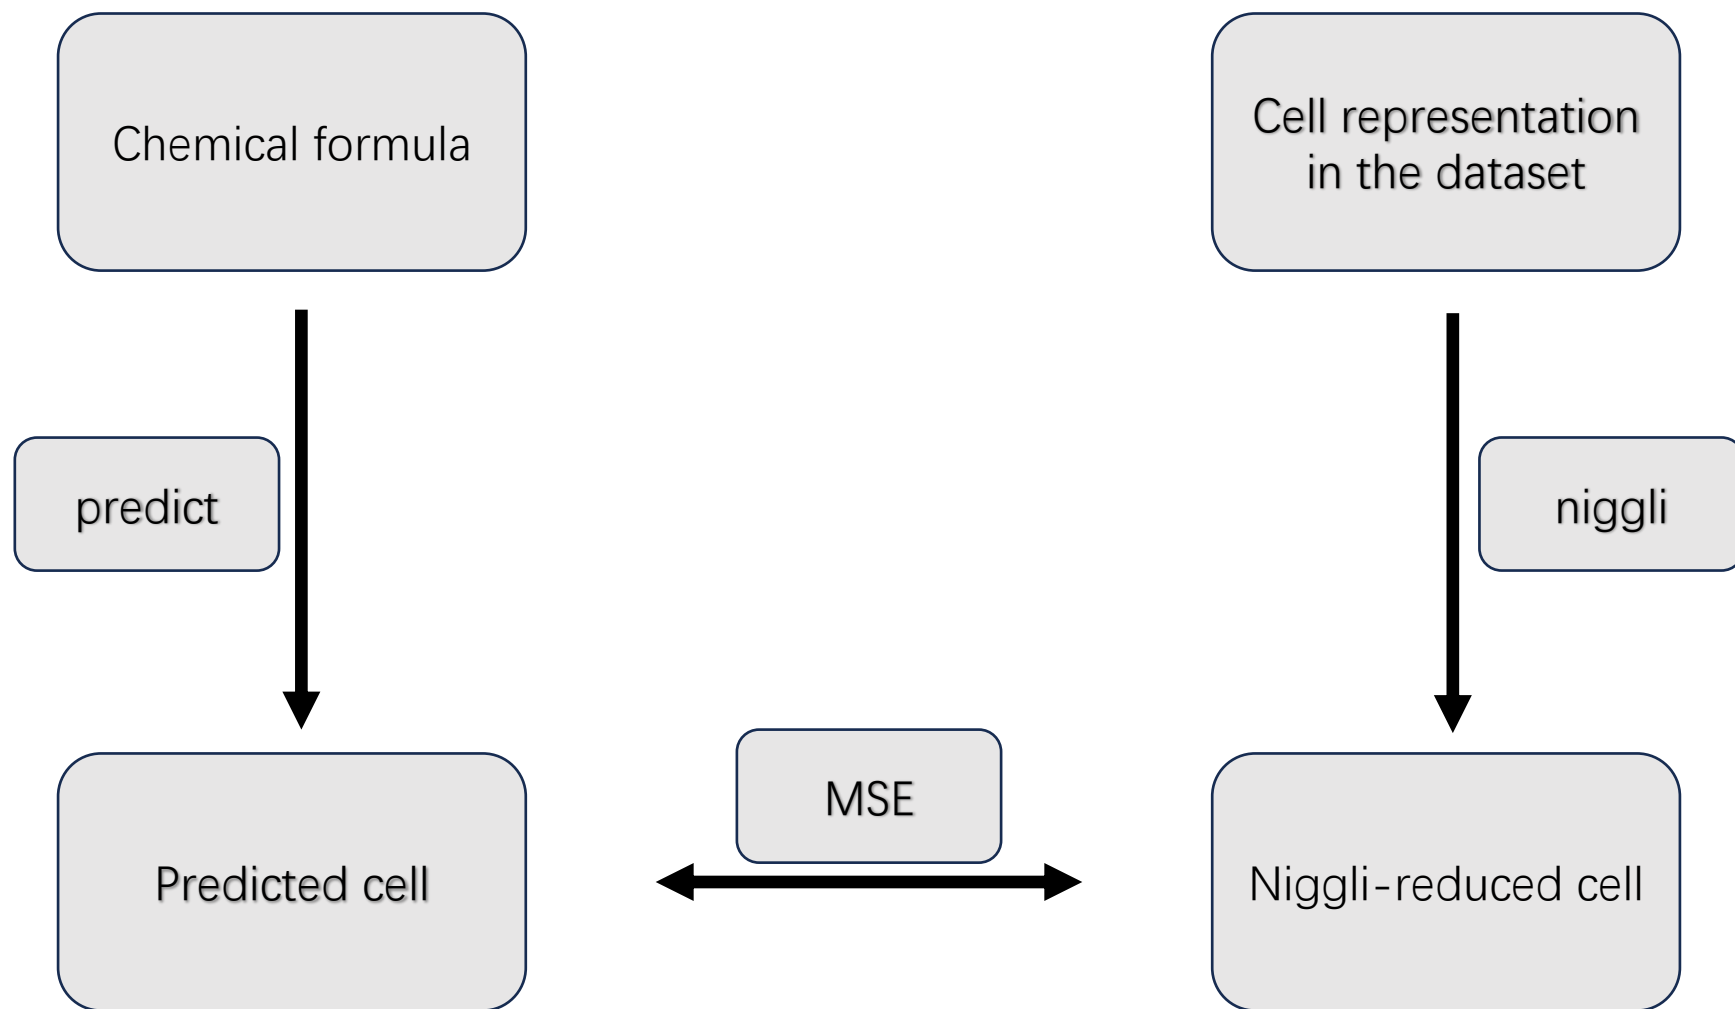 Chemical formula
Cell representation
in the dataset
predict
niggli
MSE
Predicted cell
Niggli-reduced cell